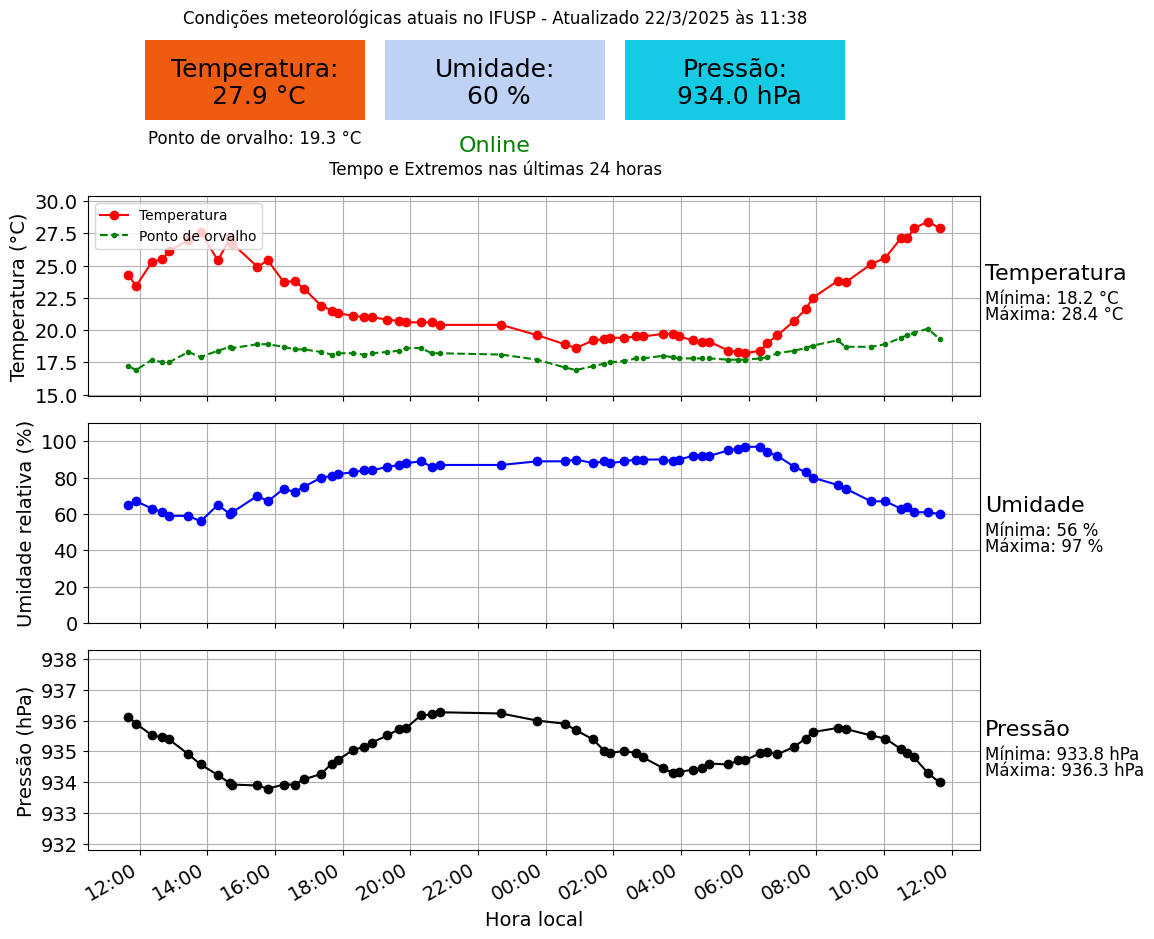 Condições meteorológicas atuais no IFUSP - Atualizado 22/3/2025 às 11:38
Temperatura:
27.9 °C
Umidade:
60 %
Pressão:
934.0 hPa
Ponto de orvalho: 19.3 °C
Online
Tempo e Extremos nas últimas 24 horas
Temperatura (°C)
30.0
27.5
25.0
22.5
20.0
17.5
15.0
Temperatura
Ponto de orvalho
Temperatura
Mínima: 18.2 °C
Máxima: 28.4 °C
Umidade relativa (%)
100
80
60
40
20
0
Umidade
Mínima: 56 %
Máxima: 97 %
Pressão (hPa)
938
937
936
935
934
933
932
Pressão
Mínima: 933.8 hPa
Máxima: 936.3 hPa
12:00 14:00 16:00 18:00 20:00 22:00 00:00 02:00 04:00 06:00 08:00 10:00 12:00
Hora local